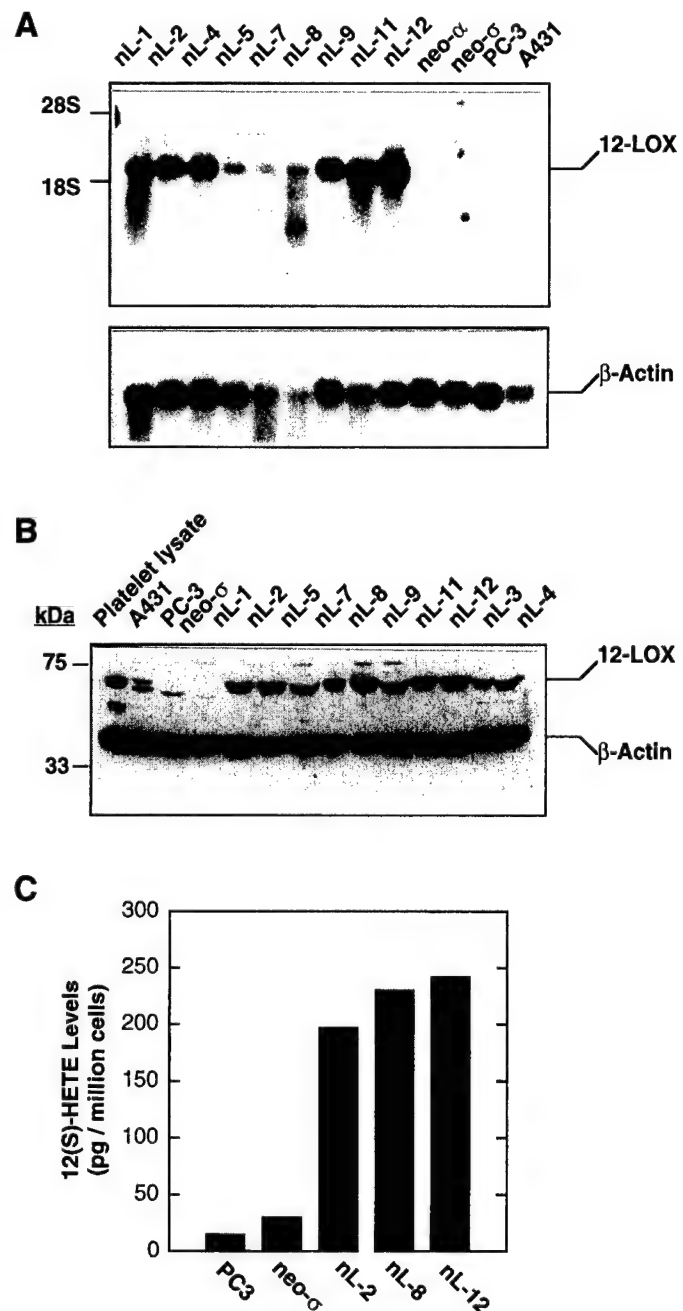 A
nL-1 nL-2 nL-4 nL-5 nL-7 nL-8 nL-9 nL-11 nL-12 neo-α neo-σ PC-3 A431
28S
12-LOX
18S
β-Actin
B
Platelet lysate A431 PC-3 neo-σ nL-1 nL-2 nL-5 nL-7 nL-8 nL-9 nL-11 nL-12 nL-3 nL-4
kDa
75
12-LOX
β-Actin
33
C
300
250
200
150
100
50
0
12(S)-HETE Levels
(pg / million cells)
PC3 neo-σ nL-2 nL-8 nL-12